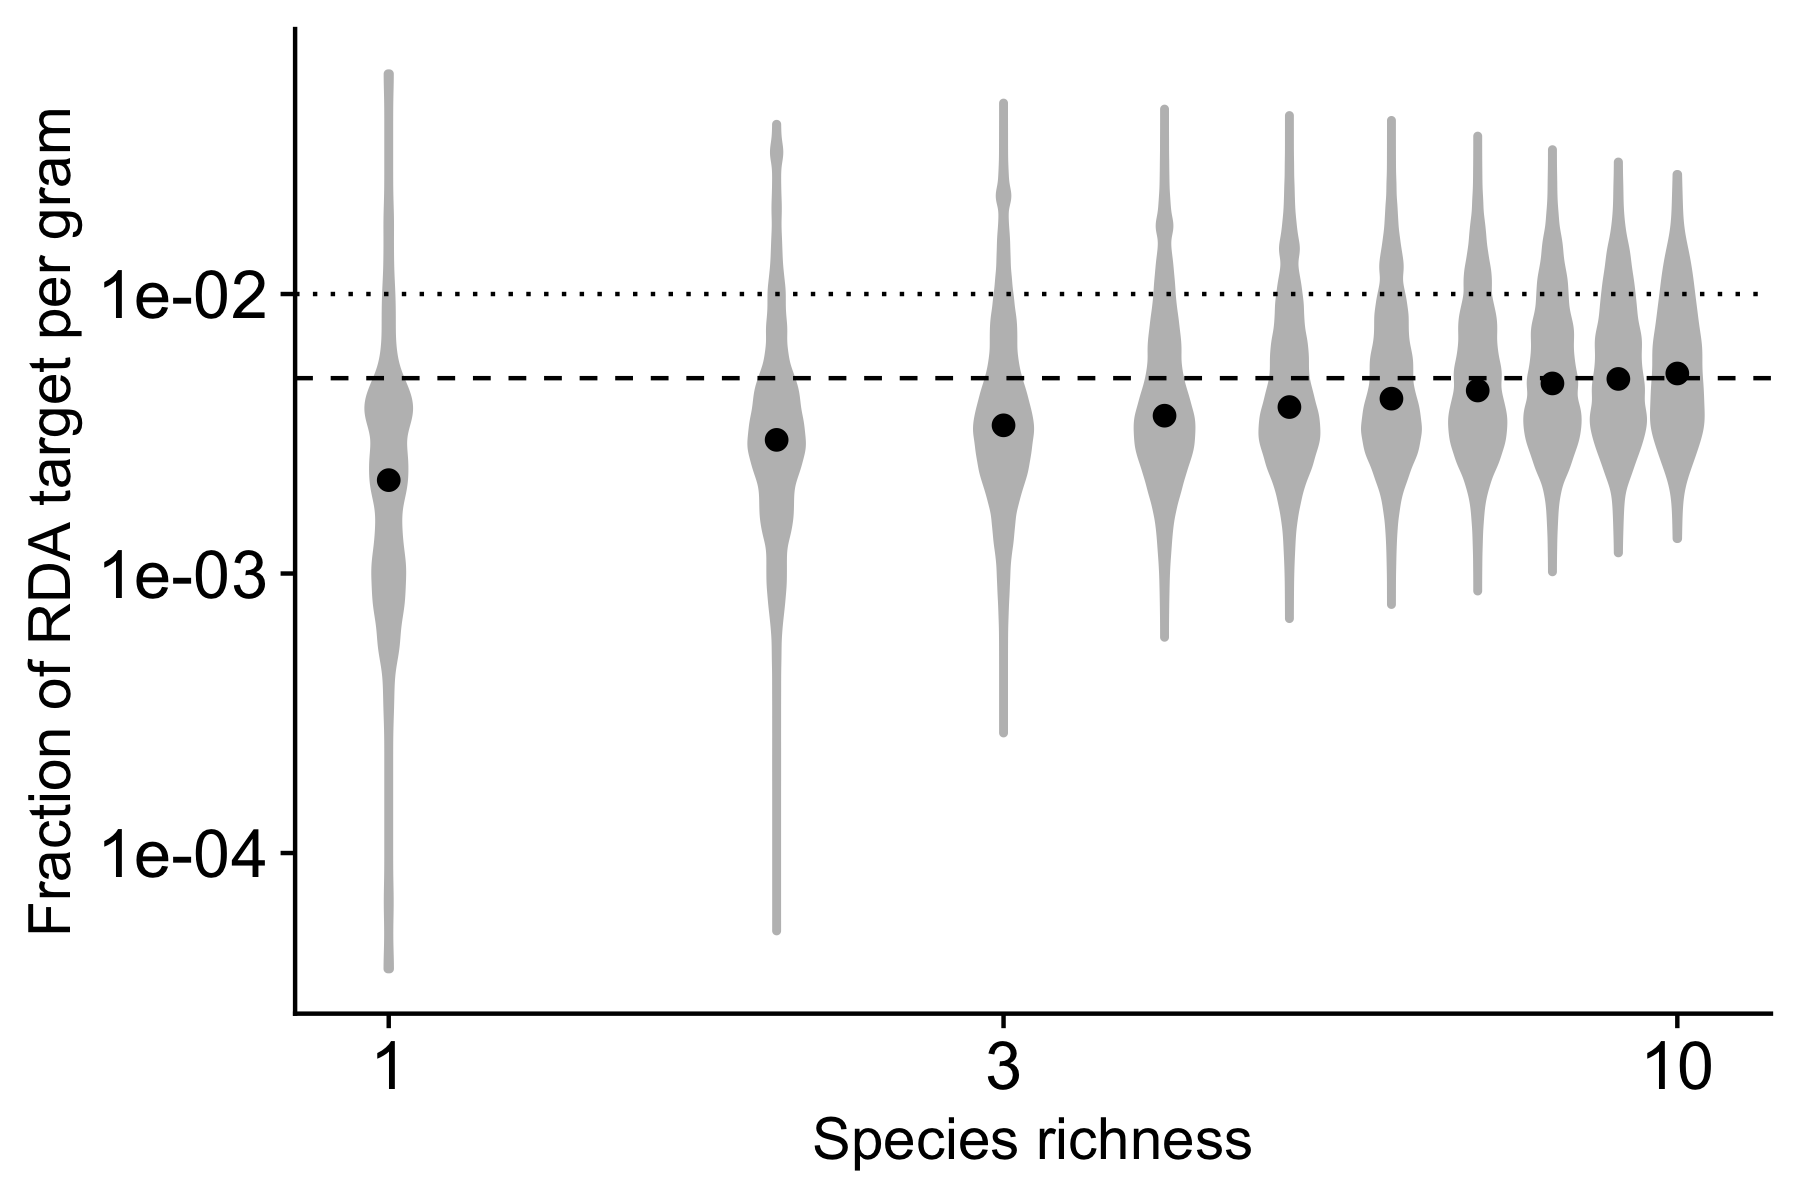 Fraction of RDA target per gram
1e-02
1e-03
1e-04
1 3 10
Species richness